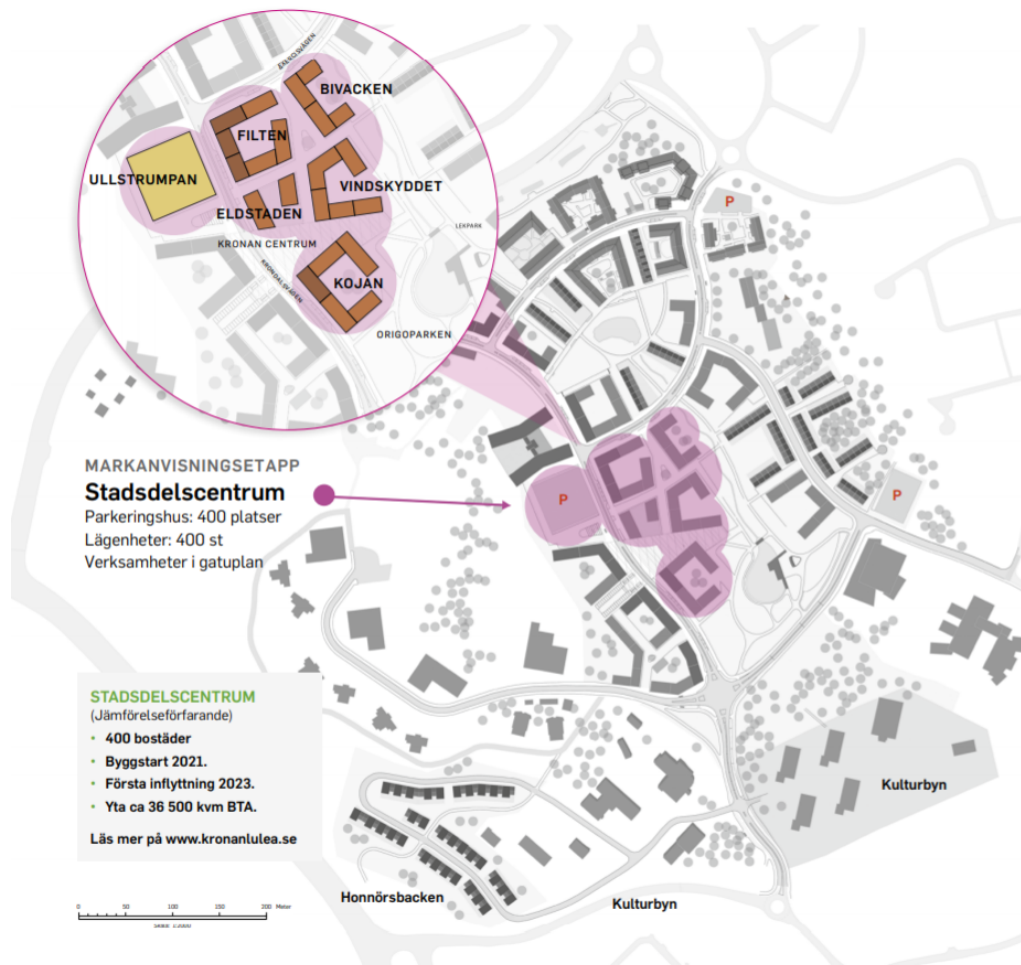 BIVACKEN
FILTEN
ULLSTRUMPAN
VINDSKYDDET
ELDSTADEN
LEKPARK
KRONAN CENTRUM
KRONDALSVÄGEN
KOJAN
ORIGOPARKEN
P
MARKANVISNINGSETAPP
Stadsdelscentrum
Parkeringshus: 400 platser
Lägenheter: 400 st
Verksamheter i gatuplan
P
P
STADSDELSCENTRUM
(Jämförelseförfarande)
• 400 bostäder
• Byggstart 2021.
• Första inflyttning 2023.
• Yta ca 36 500 kvm BTA.
Läs mer på www.kronanlulea.se
Kulturbyn
Honnörsbacken
Kulturbyn
0 50 100 150 200 Meter